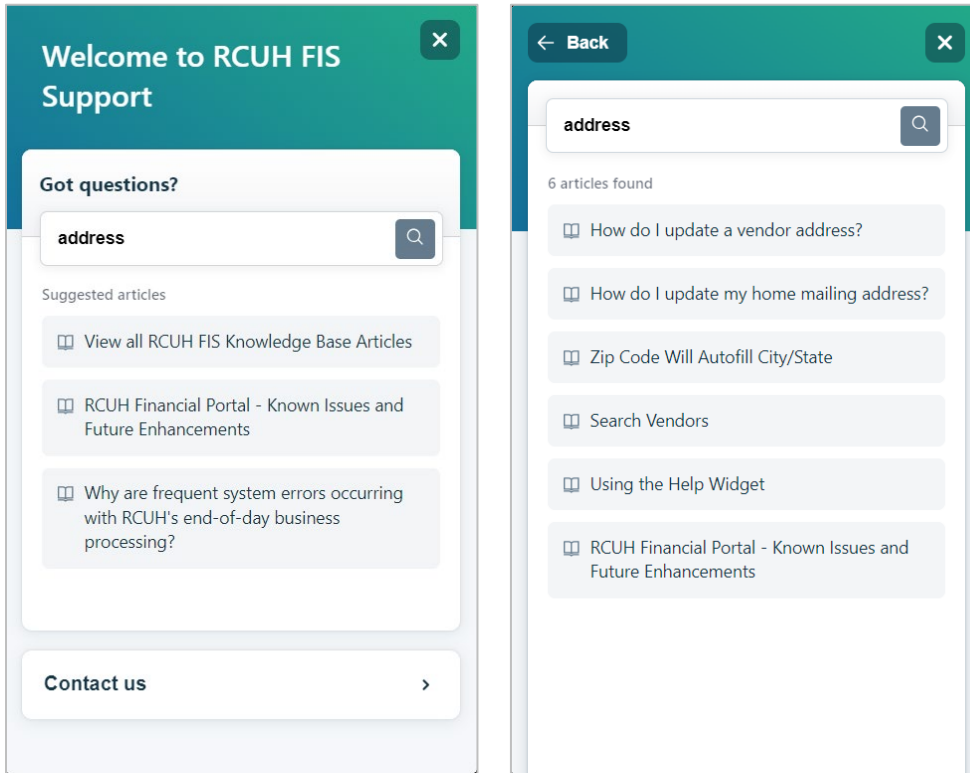 Welcome to RCUH FIS
Support
Got questions?
address
Suggested articles
View all RCUH FIS Knowledge Base Articles
RCUH Financial Portal - Known Issues and
Future Enhancements
Why are frequent system errors occurring
with RCUH's end-of-day business
processing?
Contact us
Back
address
6 articles found
How do I update a vendor address?
How do I update my home mailing address?
Zip Code Will Autofill City/State
Search Vendors
Using the Help Widget
RCUH Financial Portal - Known Issues and
Future Enhancements